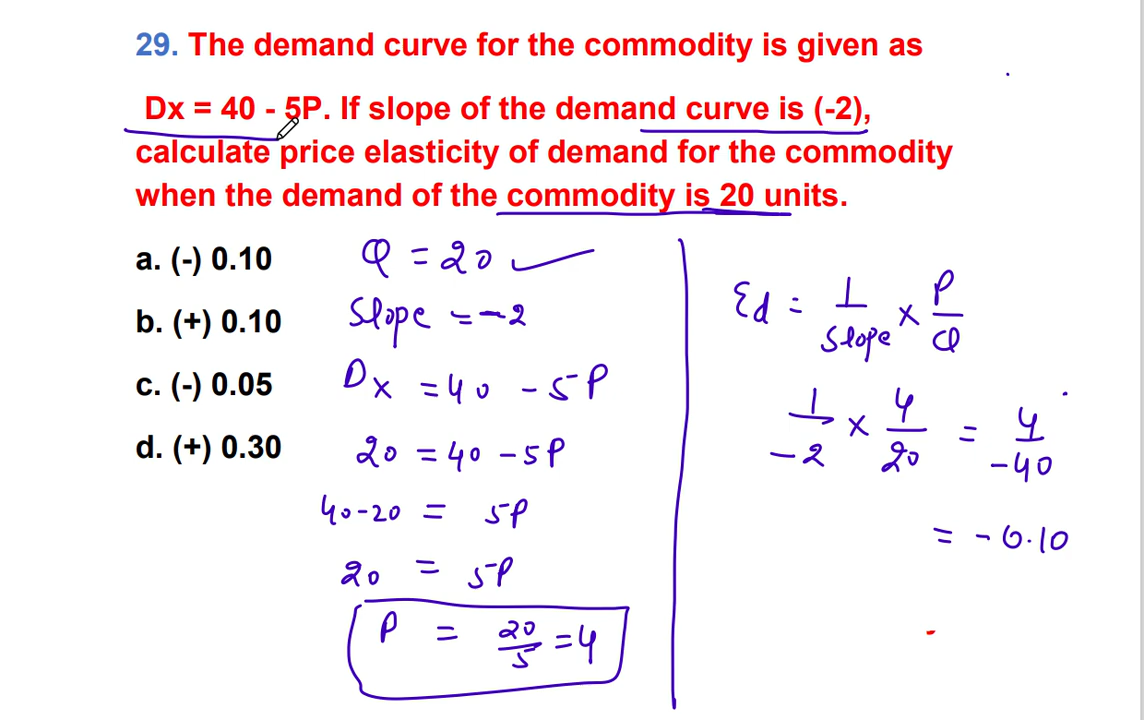 29. The demand curve for the commodity is given as
Dx = 40 - 5P. If slope of the demand curve is (-2),
calculate price elasticity of demand for the commodity
when the demand of the commodity is 20 units.
a. (-) 0.10
b. (+) 0.10
c. (-) 0.05
d. (+) 0.30
Q = 20 ✓
Slope = -2
Dx = 40 - 5P
20 = 40 - 5P
40-20 = 5P
20 = 5P
P = 20/5 = 4
Ed = 1/Slope × P/Q
1/-2 × 4/20 = 4/-40
= -0.10